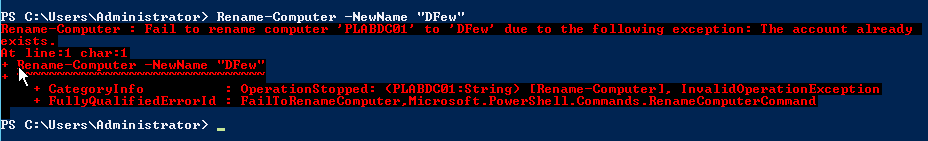 PS C:\Users\Administrator> Rename-Computer -NewName "DFew"
Rename-Computer : Fail to rename computer 'PLABDC01' to 'DFew' due to the following exception: The account already
exists.
At line:1 char:1
+ Rename-Computer -NewName "DFew"
+ ~~~~~~~~~~~~~~~~~~~~~~~~~~~~~~~
    + CategoryInfo          : OperationStopped: (PLABDC01:String) [Rename-Computer], InvalidOperationException
    + FullyQualifiedErrorId : FailToRenameComputer,Microsoft.PowerShell.Commands.RenameComputerCommand
PS C:\Users\Administrator> _